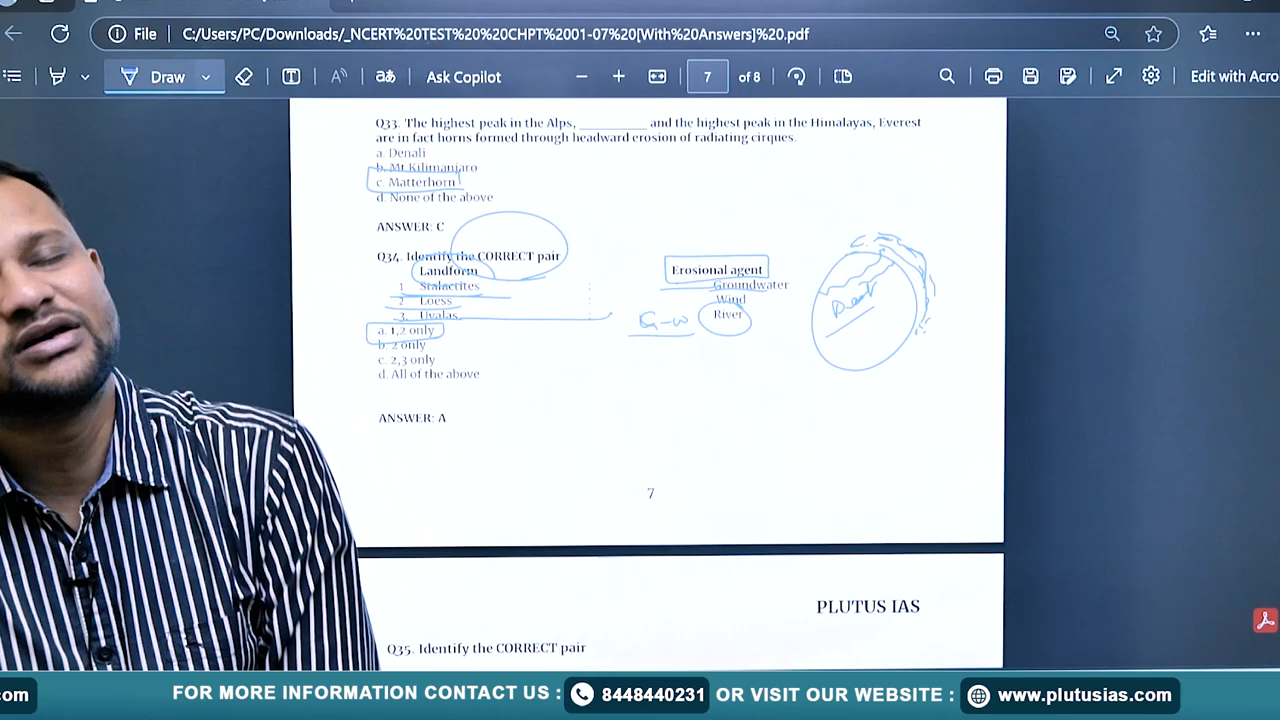 File C:/Users/PC/Downloads/_NCERT%20TEST%20%20CHPT%2001-07%20[With%20Answers]%20.pdf
Draw Ask Copilot 7 of 8 Edit with Acro
Q33. The highest peak in the Alps, _________ and the highest peak in the Himalayas, Everest
are in fact horns formed through headward erosion of radiating cirques.
a. Denali
b. Mt Kilimanjaro
c. Matterhorn
d. None of the above
ANSWER: C
Q34. Identify the CORRECT pair
Landform Erosional agent
1 Stalactites : Groundwater
2 Loess : Wind
3. Uvalas : River
G-W
a. 1,2 only
b. 2 only
c. 2,3 only
d. All of the above
ANSWER: A
7
PLUTUS IAS
Q35. Identify the CORRECT pair
com FOR MORE INFORMATION CONTACT US : 8448440231 OR VISIT OUR WEBSITE : www.plutusias.com